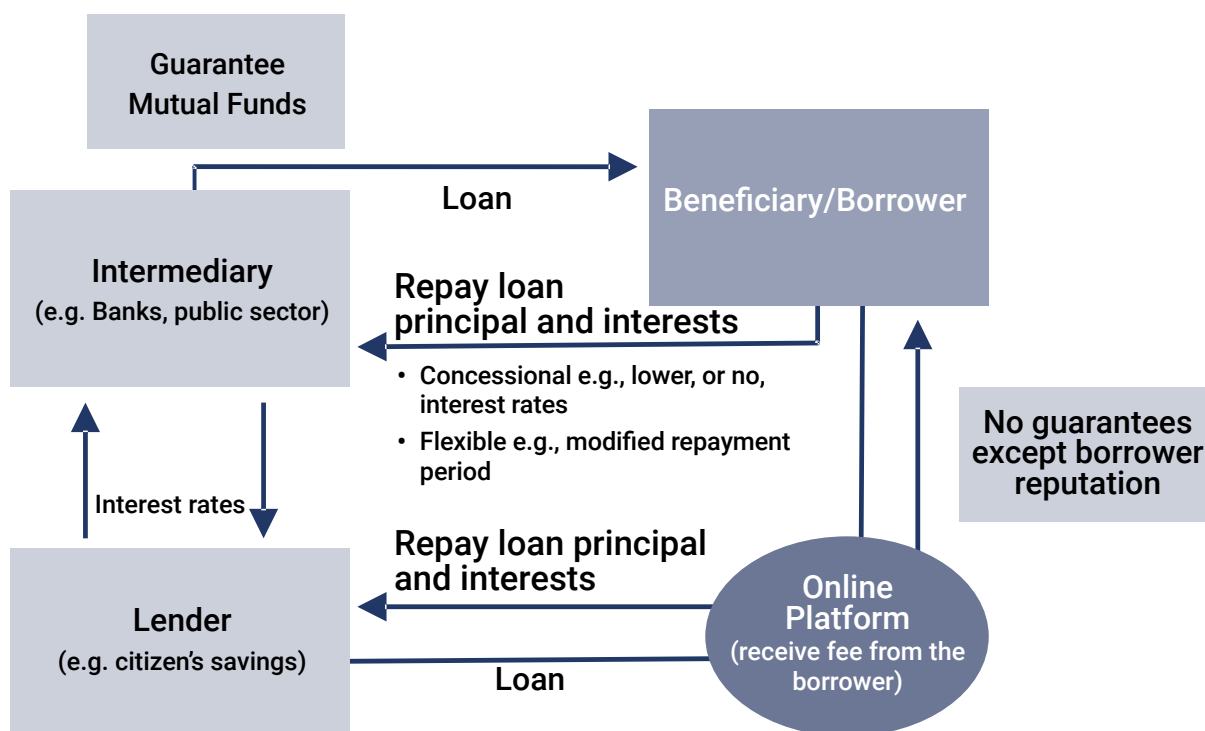 Guarantee
Mutual Funds
Loan
Beneficiary/Borrower
Intermediary
(e.g. Banks, public sector)
Repay loan
principal and interests
• Concessional e.g., lower, or no,
interest rates
• Flexible e.g., modified repayment
period
No guarantees
except borrower
reputation
Interest rates
Repay loan principal
and interests
Online
Platform
(receive fee from the
borrower)
Lender
(e.g. citizen's savings)
Loan